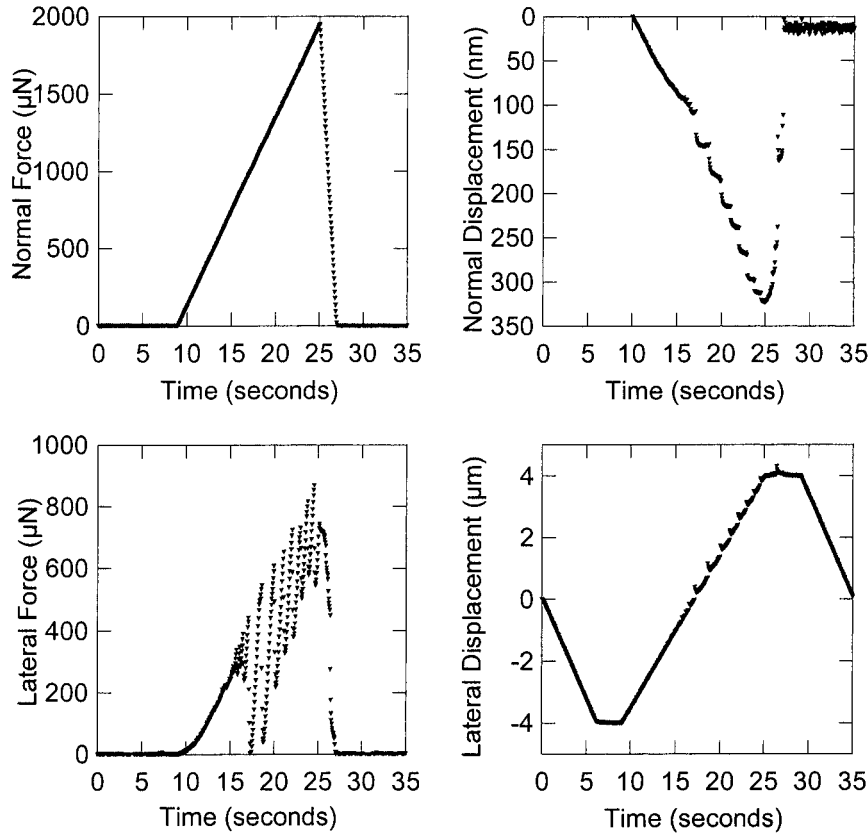 Normal Force (µN)
2000
1500
1000
500
0
0 5 10 15 20 25 30 35
Time (seconds)
Normal Displacement (nm)
0
50
100
150
200
250
300
350
0 5 10 15 20 25 30 35
Time (seconds)
Lateral Force (µN)
1000
800
600
400
200
0
0 5 10 15 20 25 30 35
Time (seconds)
Lateral Displacement (µm)
4
2
0
-2
-4
0 5 10 15 20 25 30 35
Time (seconds)